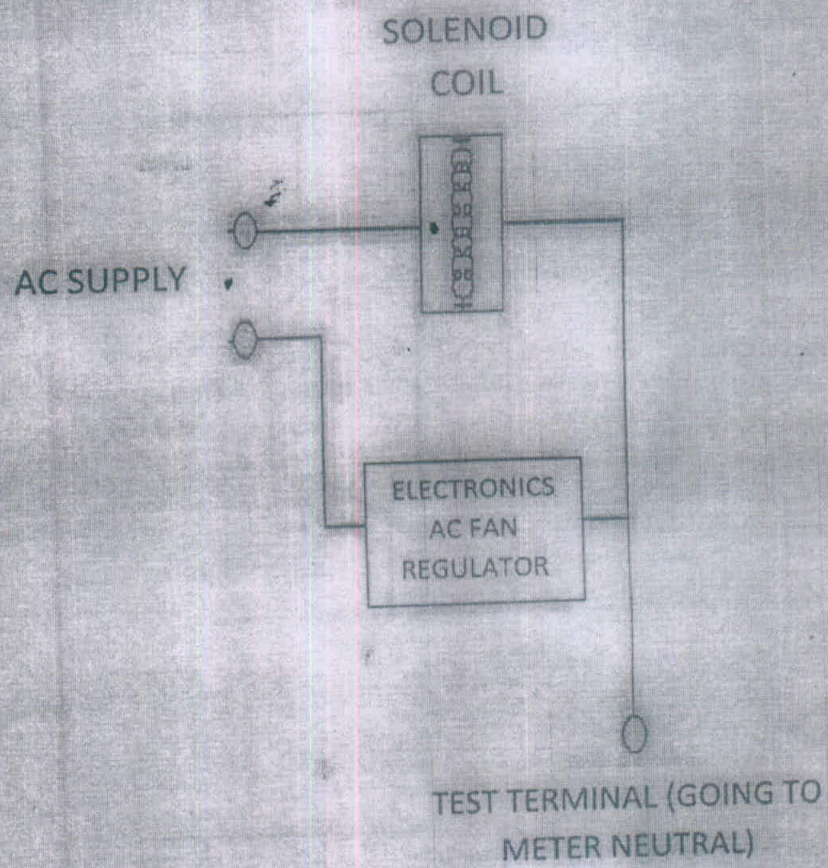 SOLENOID
COIL
AC SUPPLY
ELECTRONICS
AC FAN
REGULATOR
TEST TERMINAL (GOING TO
METER NEUTRAL)